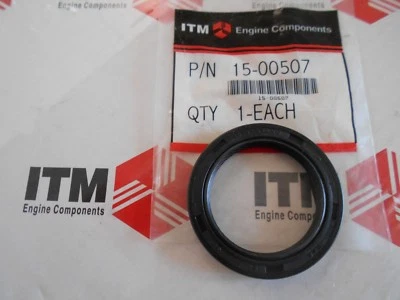 ITM Engine Components
P/N 15-00507
15-00507
QTY 1-EACH
ITM
Engine Components
ITM
Engine Components